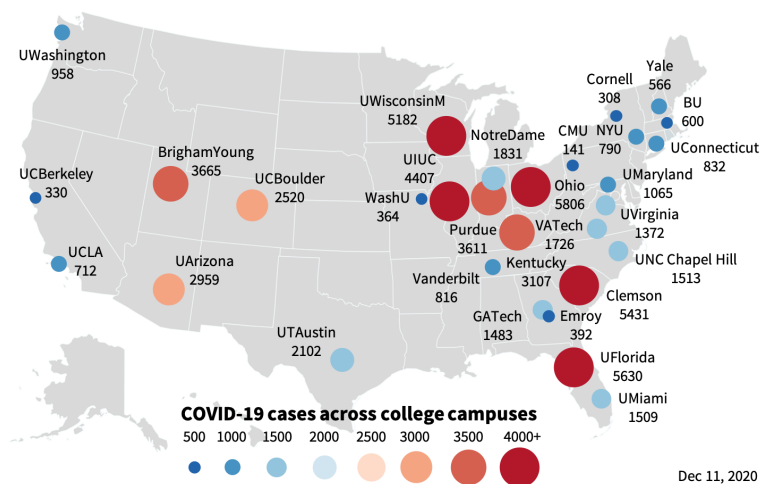 UWashington
958
Yale
566
Cornell
308
BU
600
UWisconsinM
5182
NotreDame
1831
CMU
141
NYU
790
UConnecticut
832
BrighamYoung
3665
UIUC
4407
UCBerkeley
330
UCBoulder
2520
WashU
364
Ohio
5806
UMaryland
1065
UVirginia
1372
Purdue
3611
VATech
1726
UCLA
712
UArizona
2959
Kentucky
3107
UNC Chapel Hill
1513
Vanderbilt
816
Clemson
5431
GATech
1483
Emroy
392
UTAustin
2102
UFlorida
5630
UMiami
1509
COVID-19 cases across college campuses
500 1000 1500 2000 2500 3000 3500 4000+
Dec 11, 2020